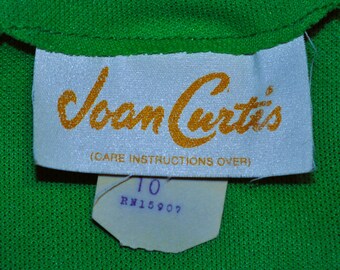 Joan Curtis
(CARE INSTRUCTIONS OVER)
10
RN15907